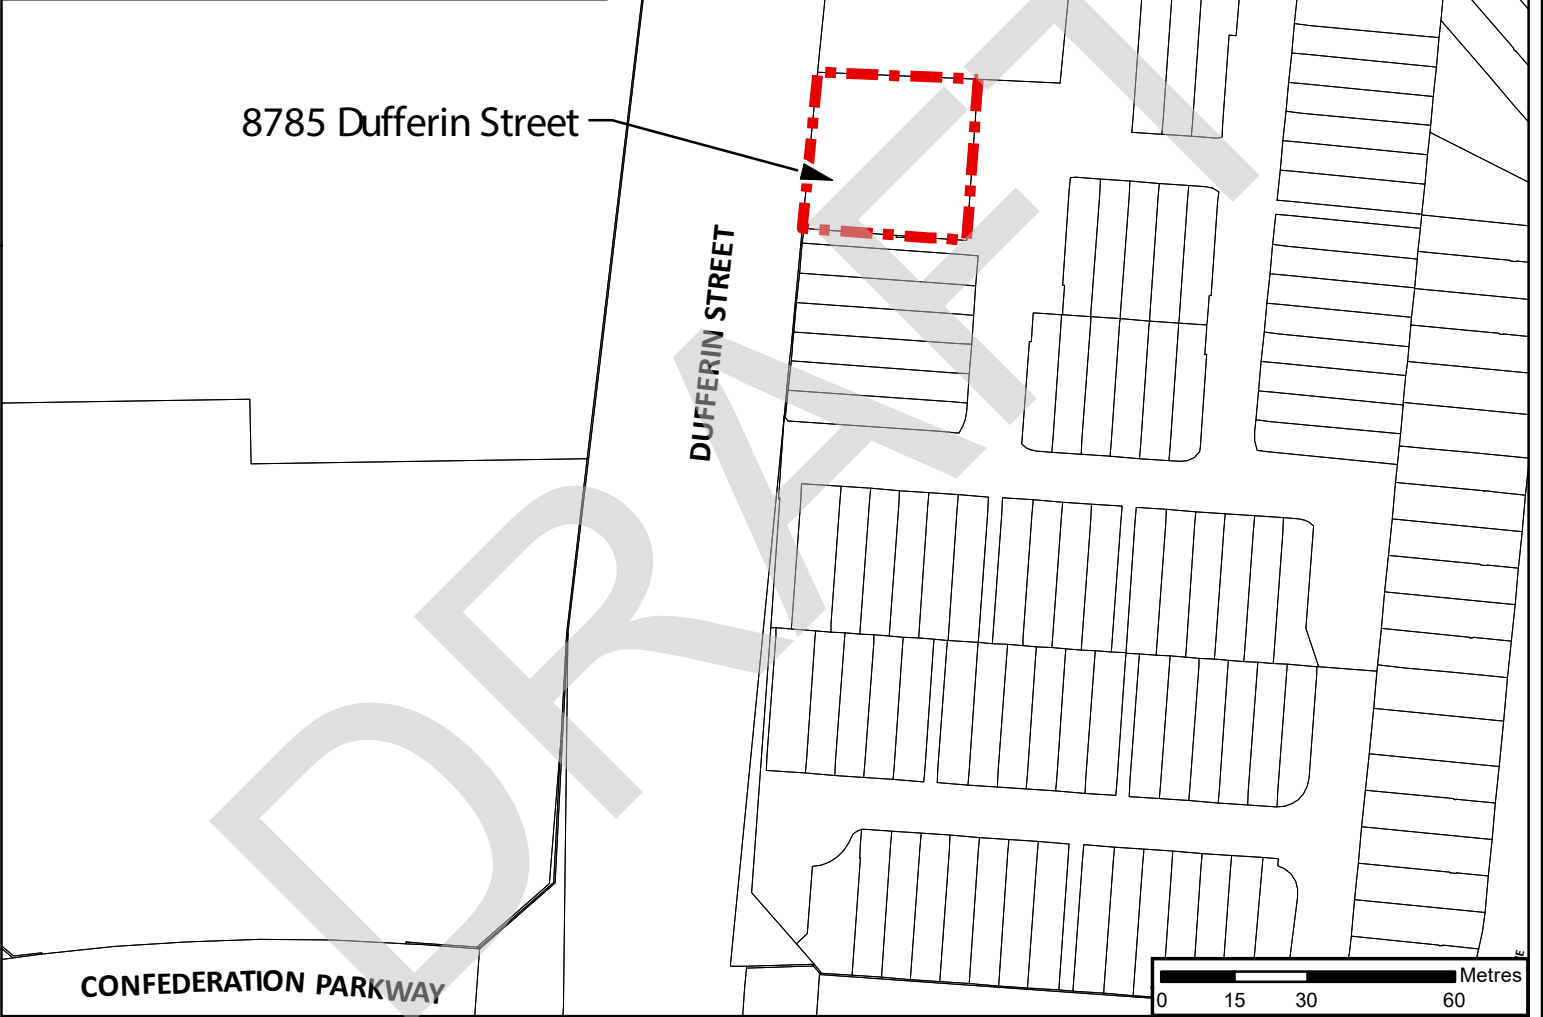 8785 Dufferin Street
DUFFERIN STREET
DRAFT
CONFEDERATION PARKWAY
Metres
0 15 30 60